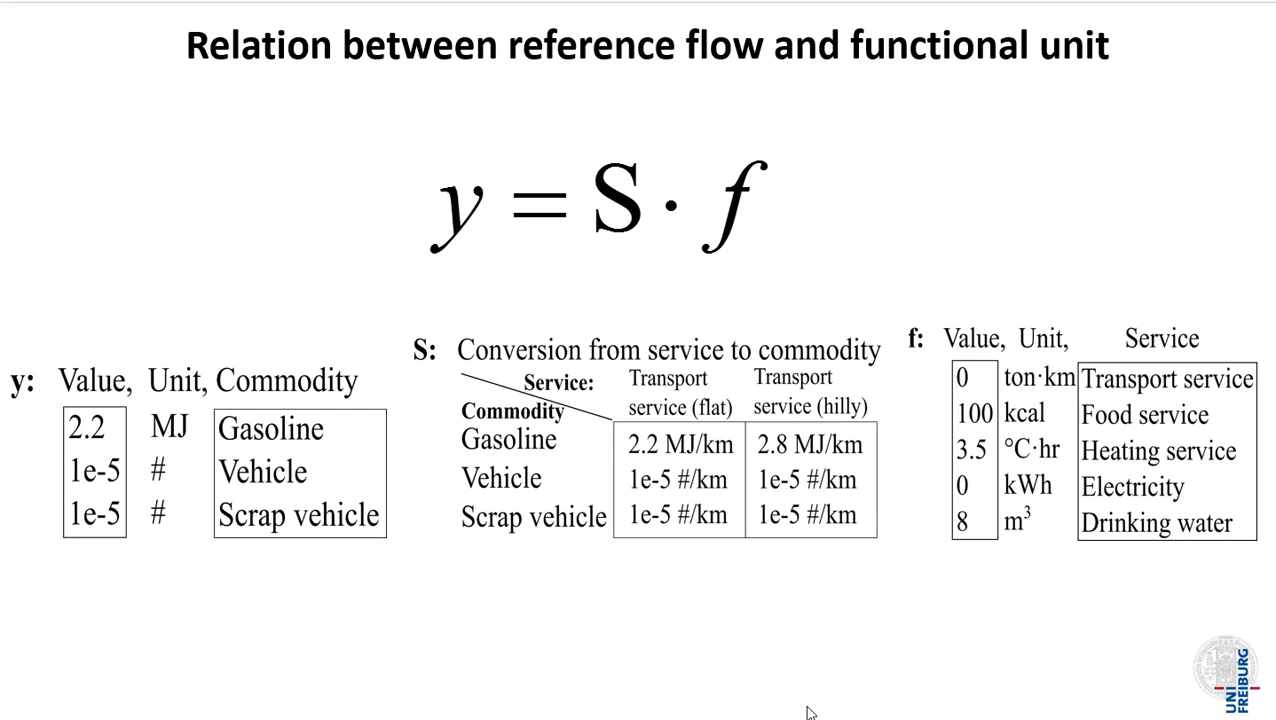 Relation between reference flow and functional unit
y = S · f
y: Value, Unit, Commodity
2.2 MJ Gasoline
1e-5 # Vehicle
1e-5 # Scrap vehicle
S: Conversion from service to commodity
Service: Transport service (flat) Transport service (hilly)
Commodity
Gasoline 2.2 MJ/km 2.8 MJ/km
Vehicle 1e-5 #/km 1e-5 #/km
Scrap vehicle 1e-5 #/km 1e-5 #/km
f: Value, Unit, Service
0 ton·km Transport service
100 kcal Food service
3.5 °C·hr Heating service
0 kWh Electricity
8 m³ Drinking water
UNI
FREIBURG